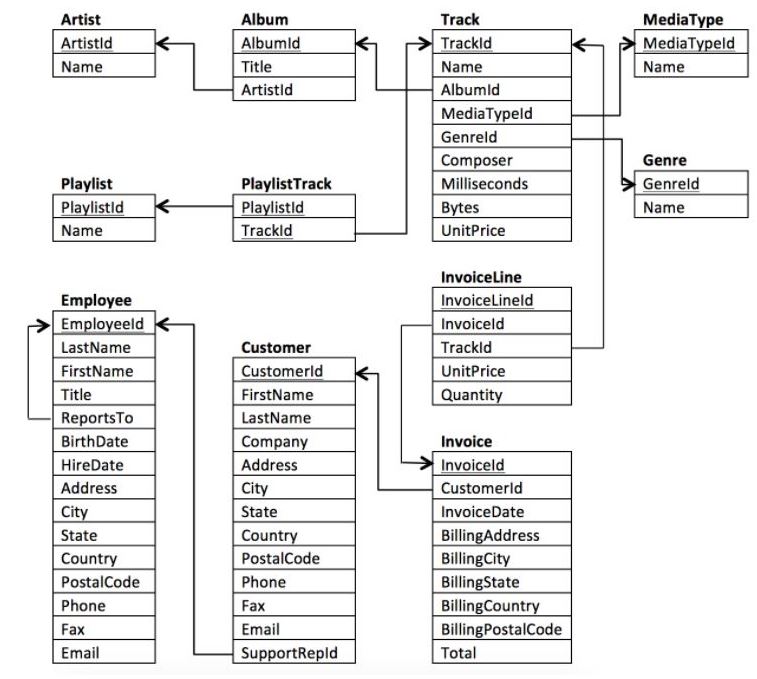 Artist
ArtistId
Name
Album
AlbumId
Title
ArtistId
Track
TrackId
Name
AlbumId
MediaTypeId
GenreId
Composer
Milliseconds
Bytes
UnitPrice
MediaType
MediaTypeId
Name
Genre
GenreId
Name
Playlist
PlaylistId
Name
PlaylistTrack
PlaylistId
TrackId
Employee
EmployeeId
LastName
FirstName
Title
ReportsTo
BirthDate
HireDate
Address
City
State
Country
PostalCode
Phone
Fax
Email
Customer
CustomerId
FirstName
LastName
Company
Address
City
State
Country
PostalCode
Phone
Fax
Email
SupportRepId
InvoiceLine
InvoiceLineId
InvoiceId
TrackId
UnitPrice
Quantity
Invoice
InvoiceId
CustomerId
InvoiceDate
BillingAddress
BillingCity
BillingState
BillingCountry
BillingPostalCode
Total